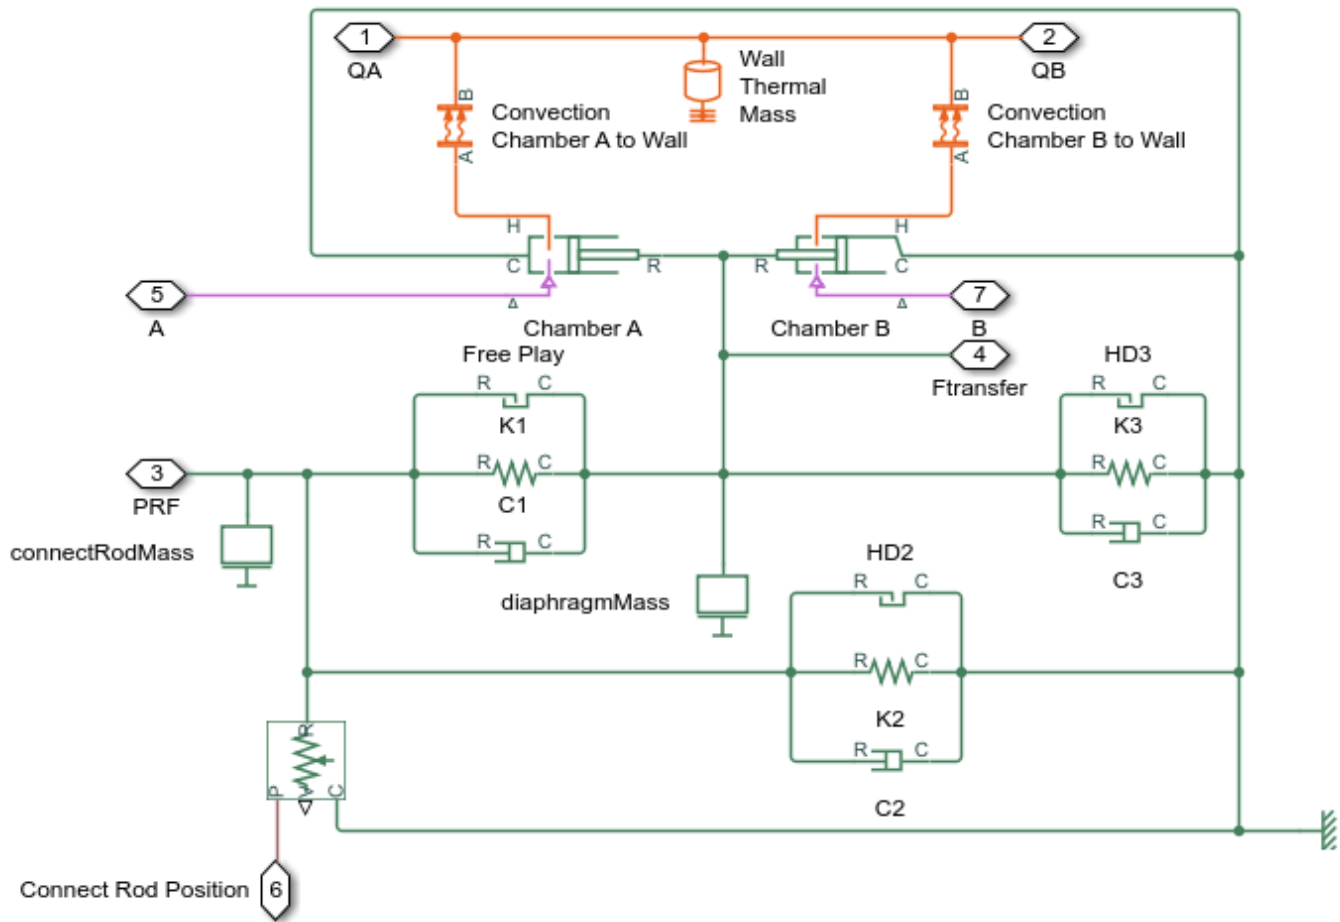 1
QA
Wall
Thermal
Mass
2
QB
B
Convection
Chamber A to Wall
A
B
Convection
Chamber B to Wall
A
H
C
R
R
H
C
5
A
A
Chamber A
Chamber B
A
7
B
Free Play
4
Ftransfer
HD3
R C
K1
R C
K3
3
PRF
R C
C1
R C
R C
R C
C3
connectRodMass
HD2
diaphragmMass
R C
R C
K2
R C
C2
R
P
V
C
Connect Rod Position
6